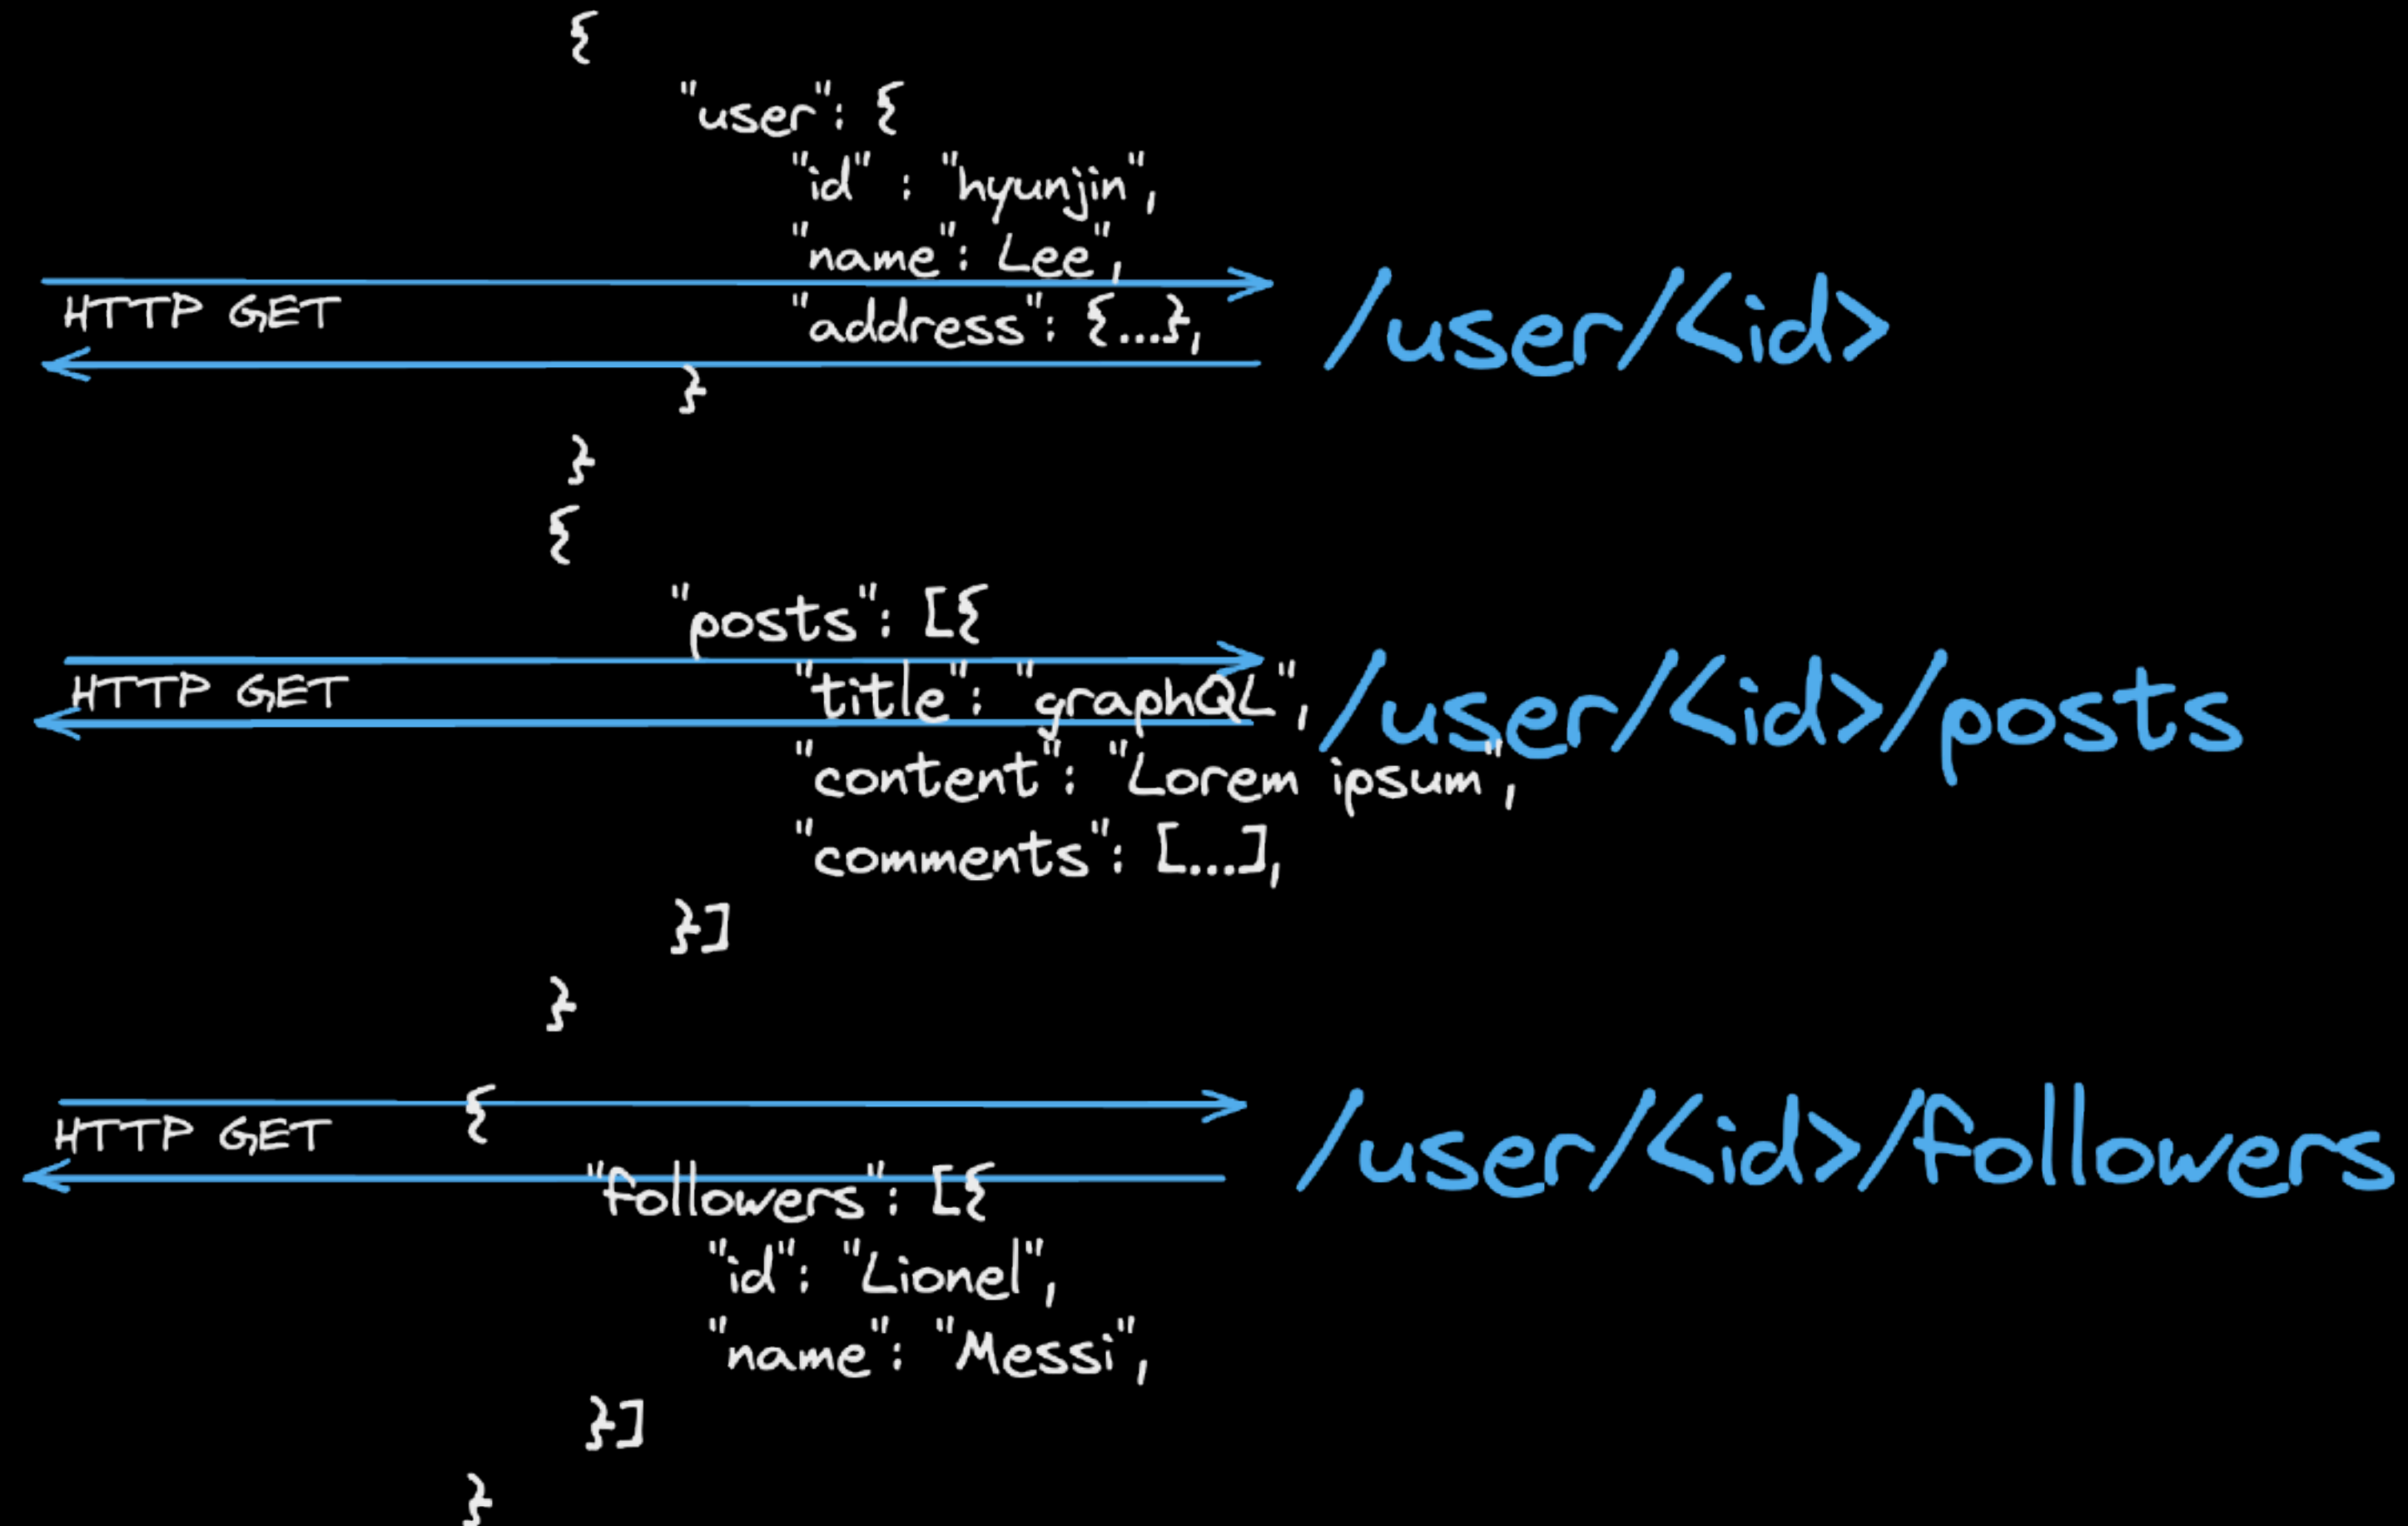 {
"user": {
"id" : "hyunjin",
"name": Lee",
HTTP GET
"address": {...},
/user/<id>
}
}
{
"posts": [{
HTTP GET
"title": "graphQL",
/user/<id>/posts
"content": "Lorem ipsum",
"comments": [...],
}]
}
{
HTTP GET
/user/<id>/followers
"followers": [{
"id": "Lionel",
"name": "Messi",
}]
}